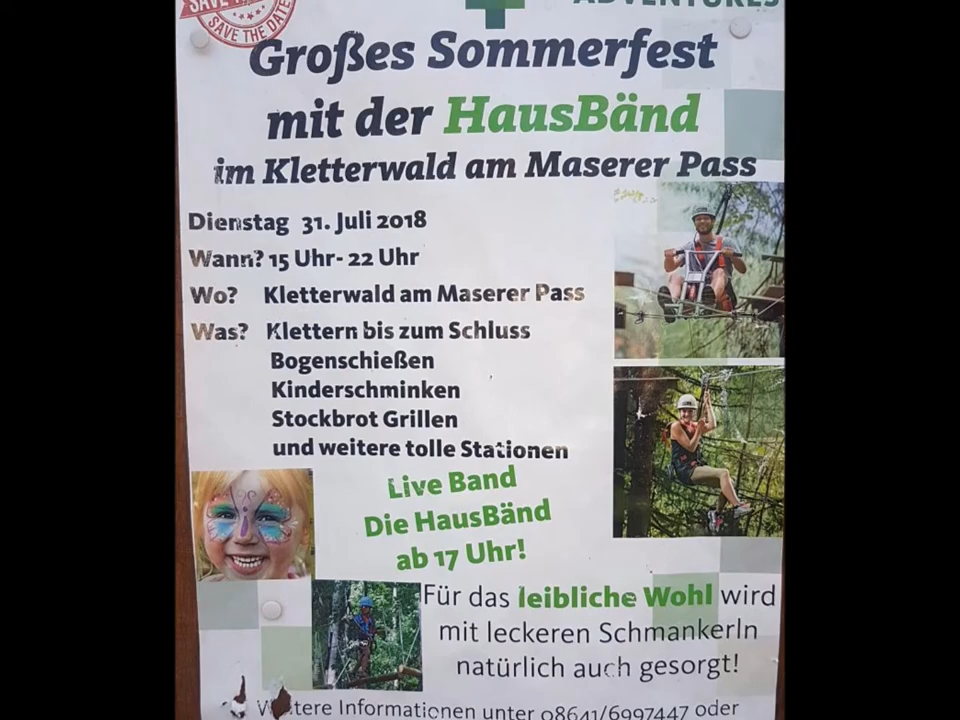 SAVE THE DATE
ADVENTURES
Großes Sommerfest
mit der HausBänd
im Kletterwald am Maserer Pass
Dienstag 31. Juli 2018
Wann? 15 Uhr- 22 Uhr
Wo? Kletterwald am Maserer Pass
Was? Klettern bis zum Schluss
Bogenschießen
Kinderschminken
Stockbrot Grillen
und weitere tolle Stationen
Live Band
Die HausBänd
ab 17 Uhr!
Für das leibliche Wohl wird
mit leckeren Schmankerln
natürlich auch gesorgt!
Weitere Informationen unter 08641/6997447 oder